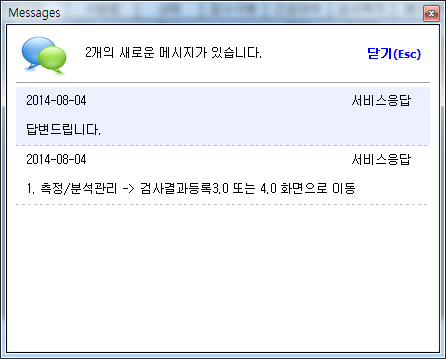 Messages
2개의 새로운 메시지가 있습니다.
닫기(Esc)
2014-08-04 서비스응답
답변드립니다.
2014-08-04 서비스응답
1. 측정/분석관리 -> 검사결과등록3.0 또는 4.0 화면으로 이동